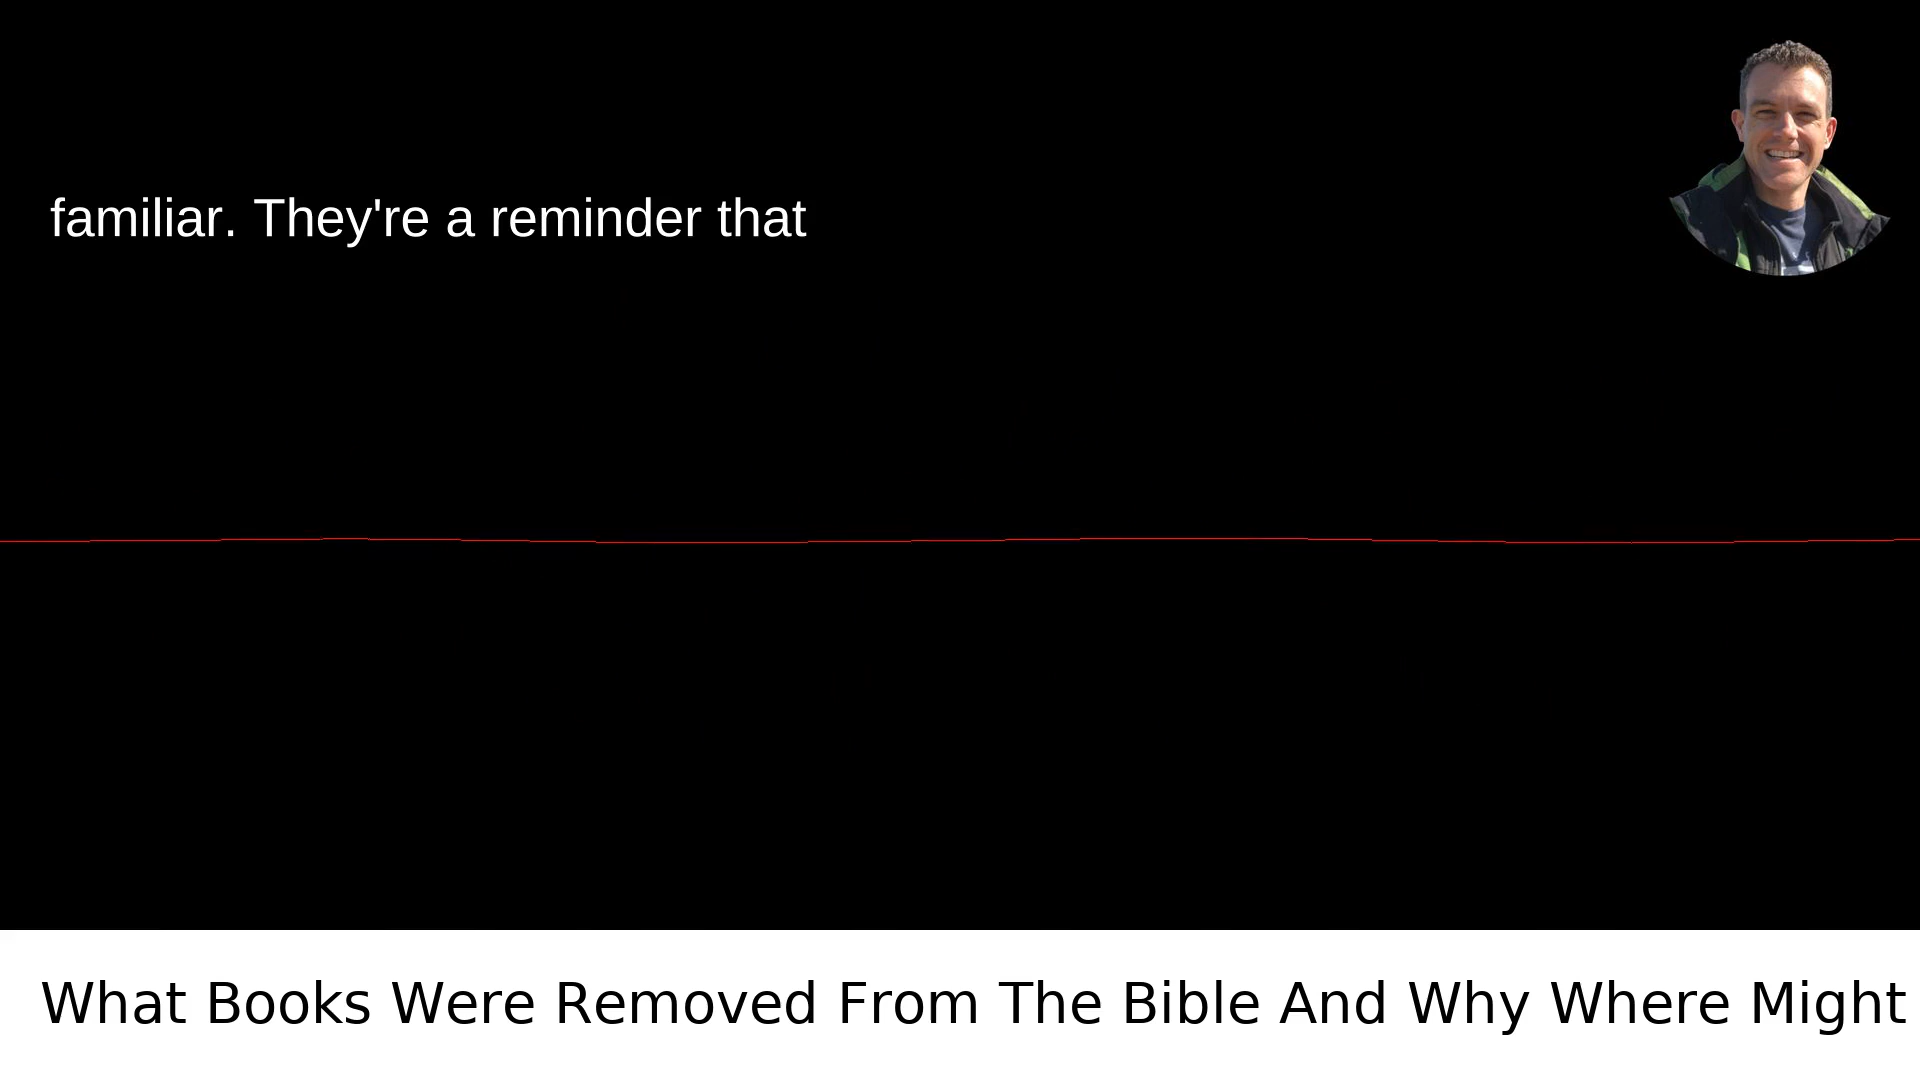 familiar. They're a reminder that
What Books Were Removed From The Bible And Why Where Might